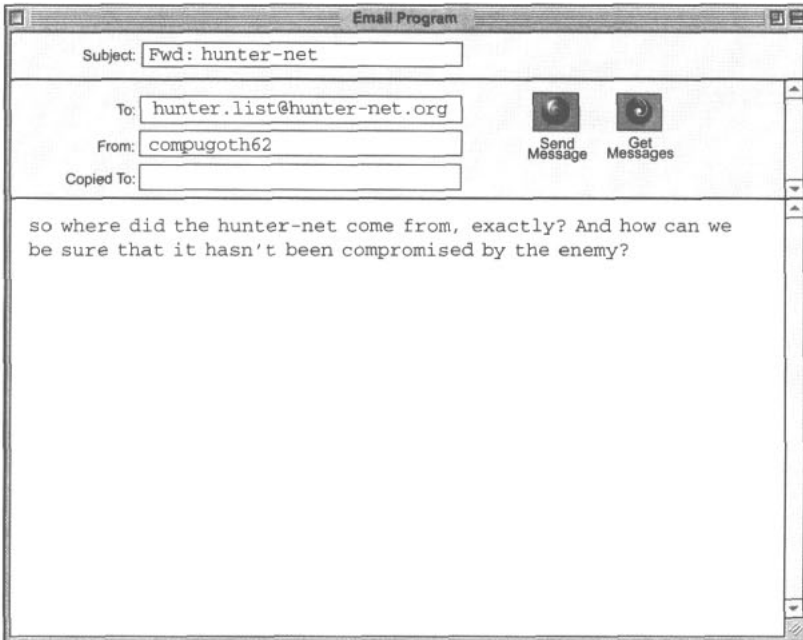 Email Program
Subject: Fwd: hunter-net
To: hunter.list@hunter-net.org
From: compugoth62
Copied To:
Send Message
Get Messages
so where did the hunter-net come from, exactly? And how can we
be sure that it hasn't been compromised by the enemy?